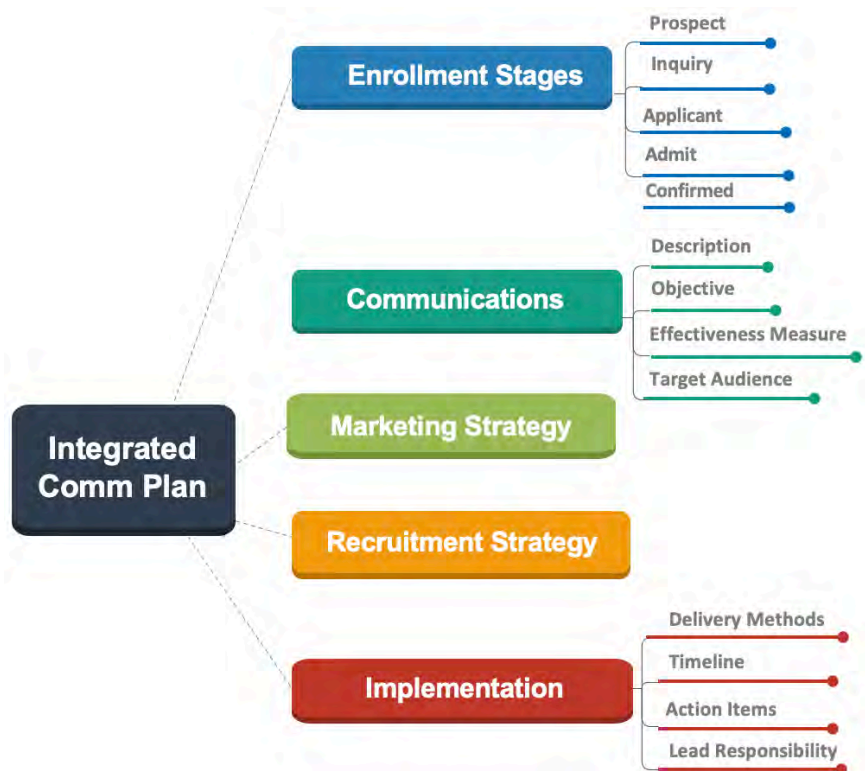 Enrollment Stages
Prospect
Inquiry
Applicant
Admit
Confirmed
Communications
Description
Objective
Effectiveness Measure
Target Audience
Integrated
Comm Plan
Marketing Strategy
Recruitment Strategy
Implementation
Delivery Methods
Timeline
Action Items
Lead Responsibility